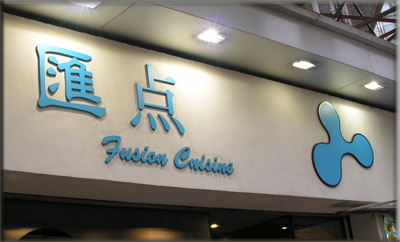 匯点
Fusion Cuisine